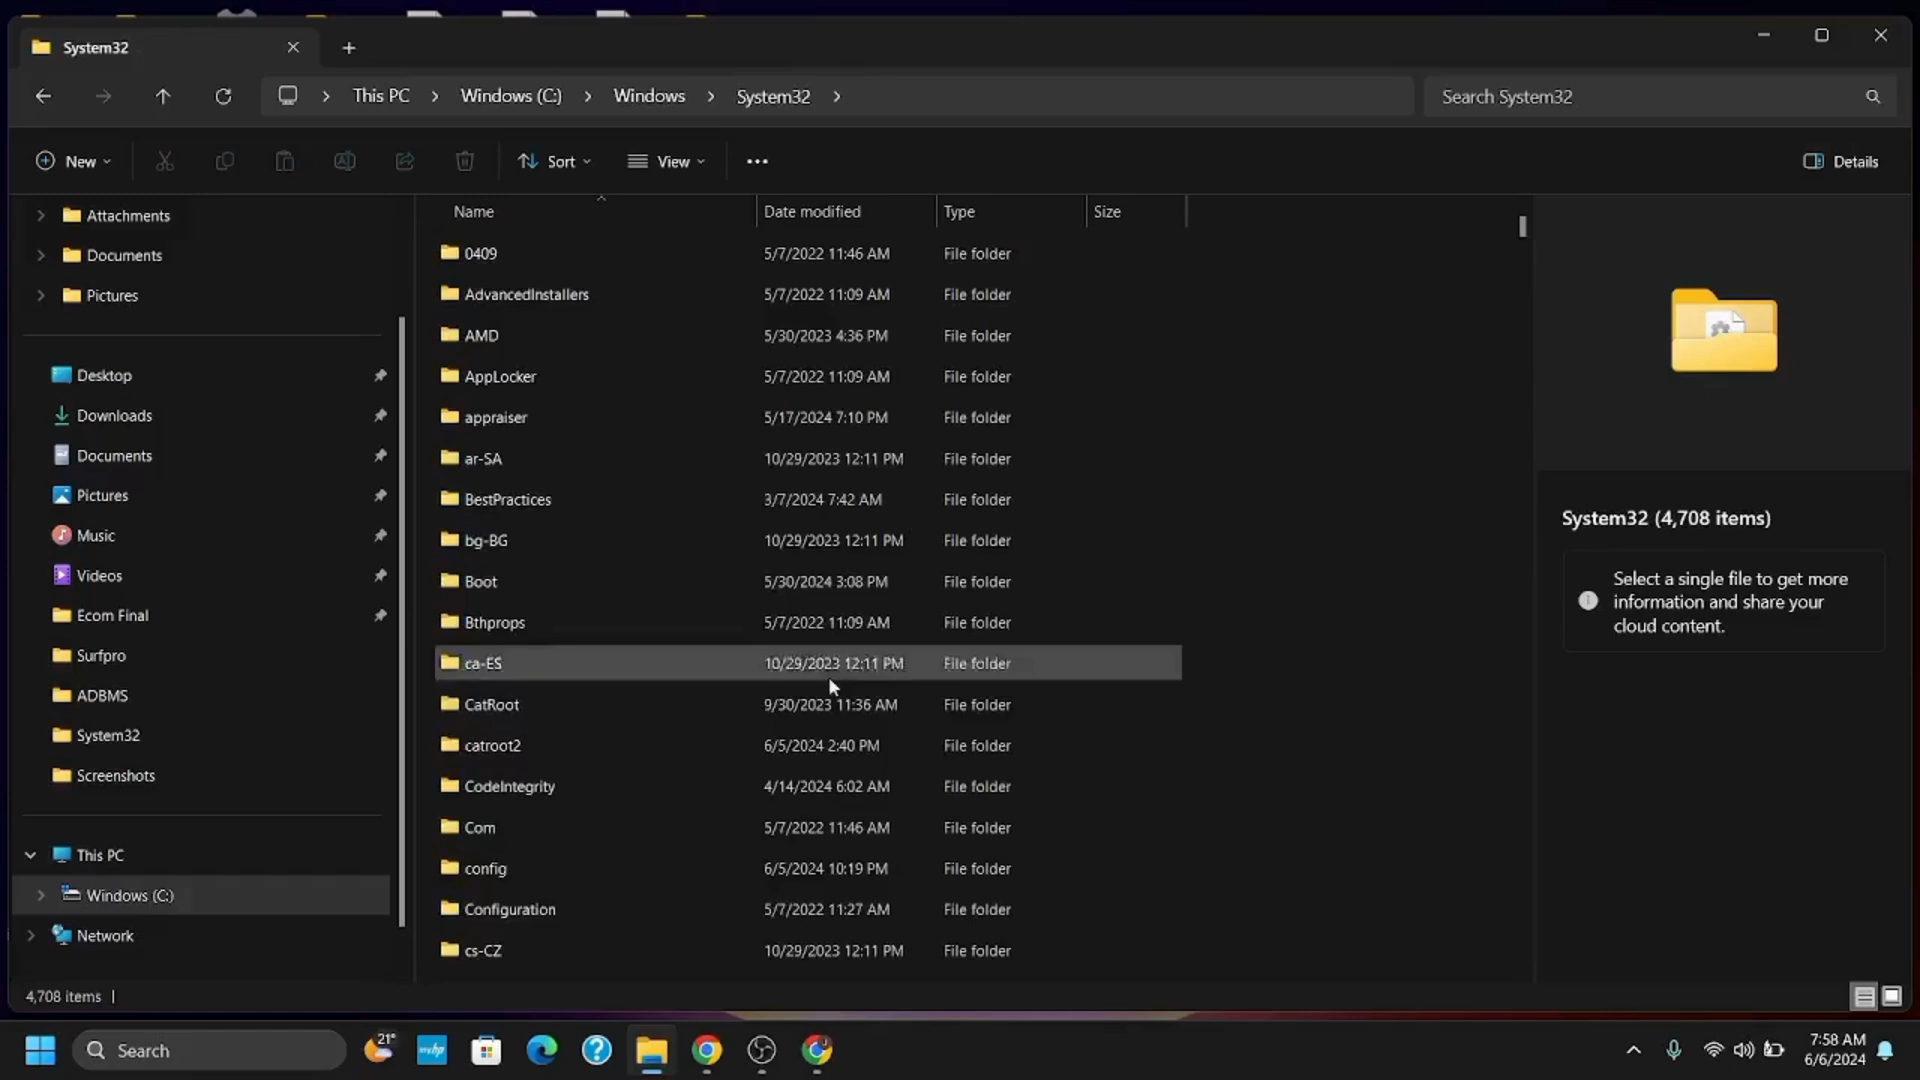 System32
This PC > Windows (C:) > Windows > System32 >
Search System32
New
Sort
View
Details
Attachments
Documents
Pictures
Desktop
Downloads
Documents
Pictures
Music
Videos
Ecom Final
Surfpro
ADBMS
System32
Screenshots
This PC
Windows (C:)
Network
Name Date modified Type Size
0409 5/7/2022 11:46 AM File folder
AdvancedInstallers 5/7/2022 11:09 AM File folder
AMD 5/30/2023 4:36 PM File folder
AppLocker 5/7/2022 11:09 AM File folder
appraiser 5/17/2024 7:10 PM File folder
ar-SA 10/29/2023 12:11 PM File folder
BestPractices 3/7/2024 7:42 AM File folder
bg-BG 10/29/2023 12:11 PM File folder
Boot 5/30/2024 3:08 PM File folder
Bthprops 5/7/2022 11:09 AM File folder
ca-ES 10/29/2023 12:11 PM File folder
CatRoot 9/30/2023 11:36 AM File folder
catroot2 6/5/2024 2:40 PM File folder
CodeIntegrity 4/14/2024 6:02 AM File folder
Com 5/7/2022 11:46 AM File folder
config 6/5/2024 10:19 PM File folder
Configuration 5/7/2022 11:27 AM File folder
cs-CZ 10/29/2023 12:11 PM File folder
System32 (4,708 items)
Select a single file to get more
information and share your
cloud content.
4,708 items
Search
21°
myhp
7:58 AM
6/6/2024